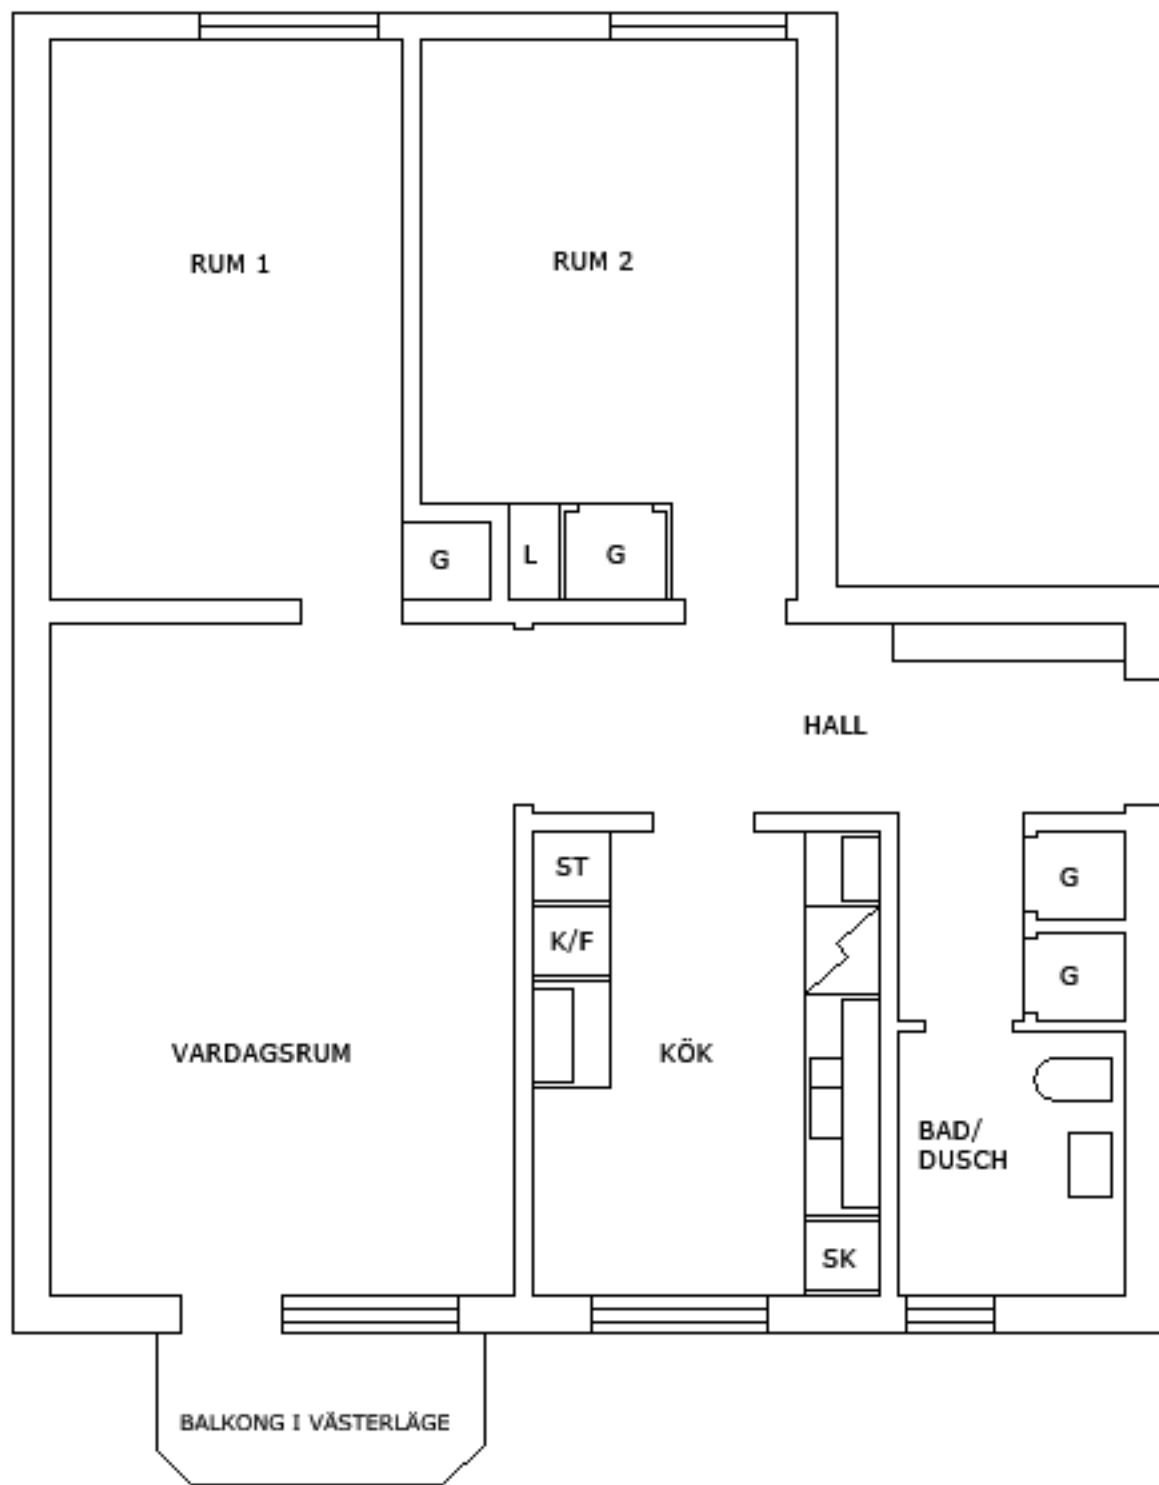 RUM 1
RUM 2
G
L
G
HALL
ST
K/F
G
G
VARDAGSRUM
KÖK
BAD/
DUSCH
SK
BALKONG I VÄSTERLÄGE